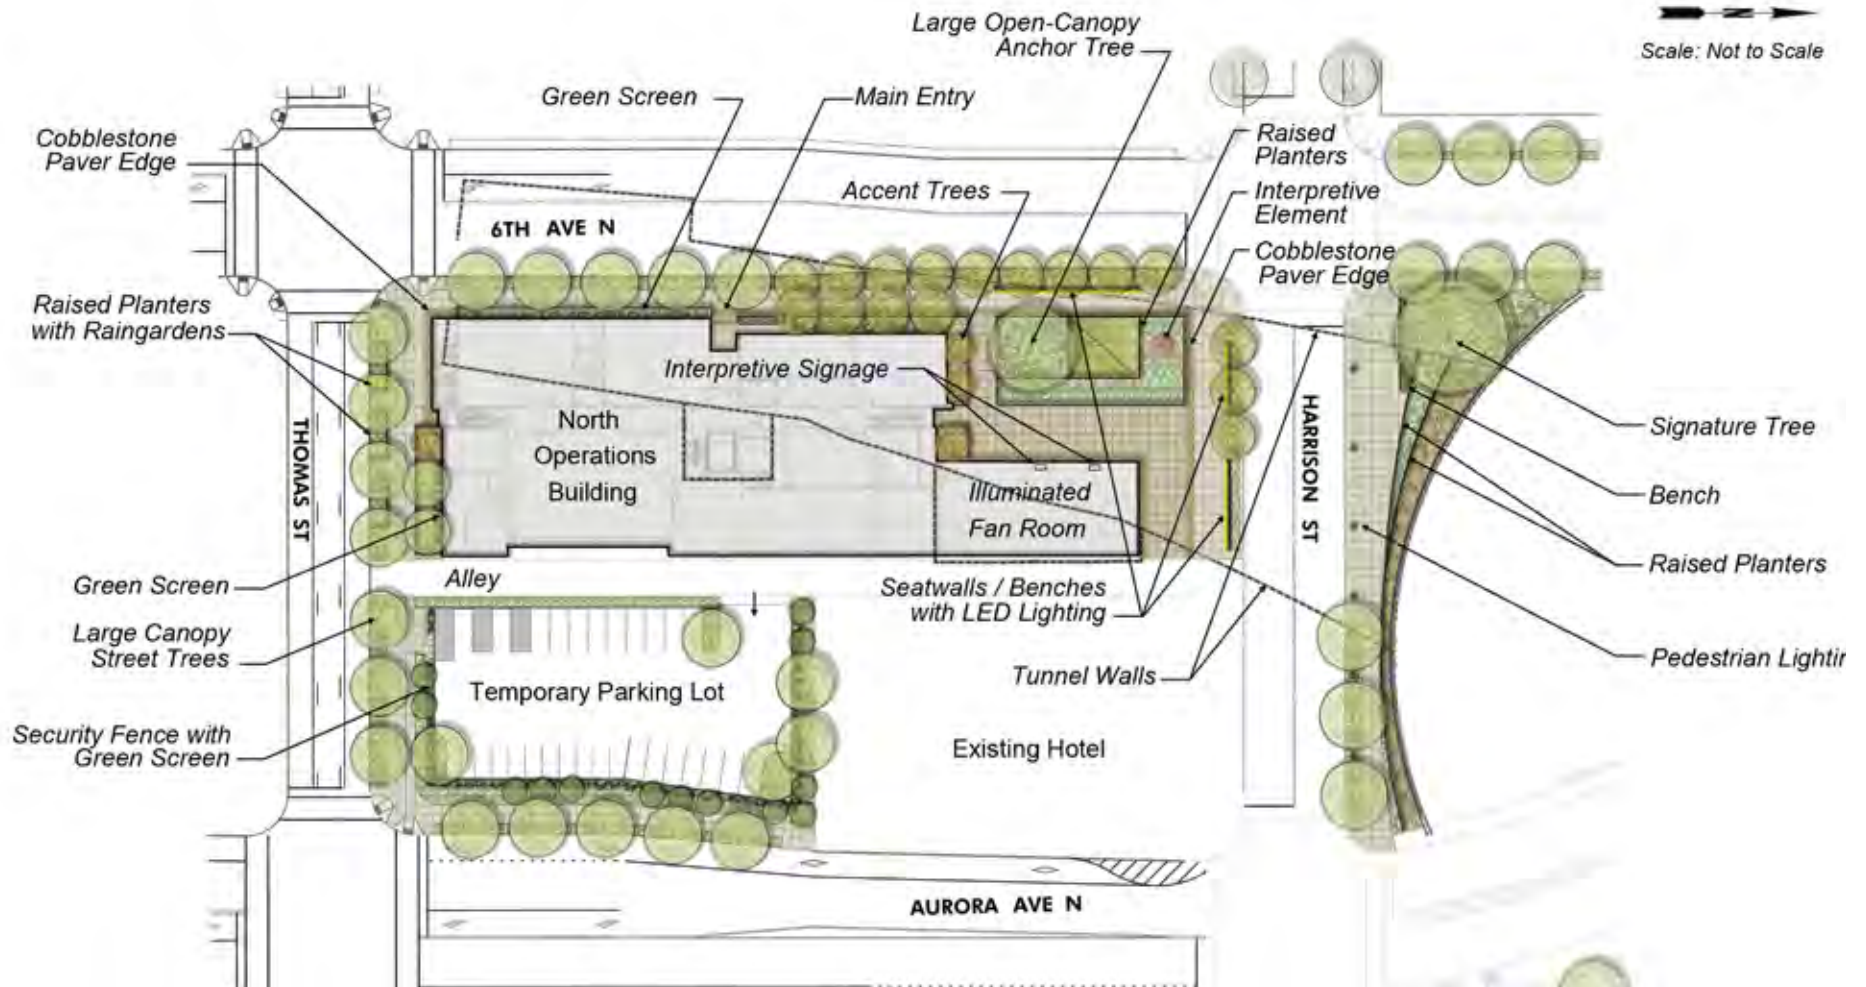 Large Open-Canopy
Anchor Tree
N
Scale: Not to Scale
Green Screen
Main Entry
Cobblestone
Paver Edge
Raised
Planters
Accent Trees
Interpretive
Element
6TH AVE N
Cobblestone
Paver Edge
Raised Planters
with Raingardens
Interpretive Signage
THOMAS ST
North
Operations
Building
HARRISON ST
Signature Tree
Illuminated
Fan Room
Bench
Green Screen
Alley
Seatwalls / Benches
with LED Lighting
Raised Planters
Large Canopy
Street Trees
Tunnel Walls
Pedestrian Lightin
Temporary Parking Lot
Security Fence with
Green Screen
Existing Hotel
AURORA AVE N